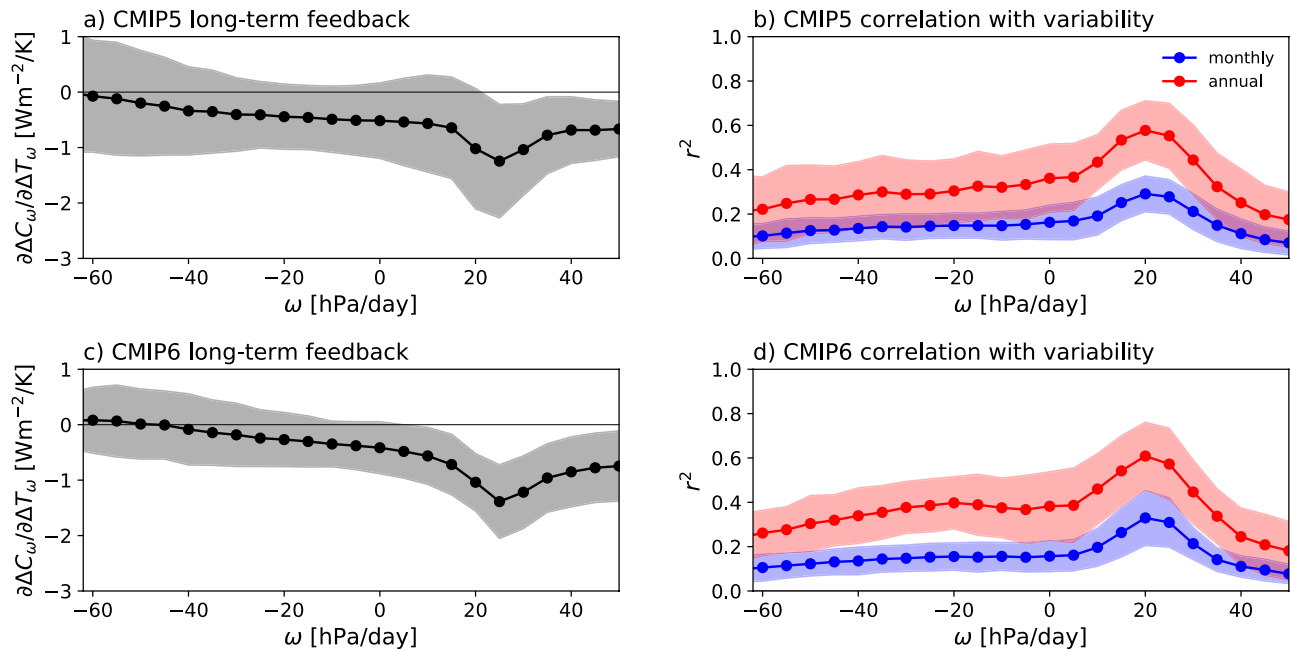 a) CMIP5 long-term feedback
∂ΔC_ω/∂ΔT_ω [Wm⁻²/K]
1
0
−1
−2
−3
−60 −40 −20 0 20 40
ω [hPa/day]
b) CMIP5 correlation with variability
monthly
annual
r²
1.0
0.8
0.6
0.4
0.2
0.0
−60 −40 −20 0 20 40
ω [hPa/day]
c) CMIP6 long-term feedback
∂ΔC_ω/∂ΔT_ω [Wm⁻²/K]
1
0
−1
−2
−3
−60 −40 −20 0 20 40
ω [hPa/day]
d) CMIP6 correlation with variability
r²
1.0
0.8
0.6
0.4
0.2
0.0
−60 −40 −20 0 20 40
ω [hPa/day]